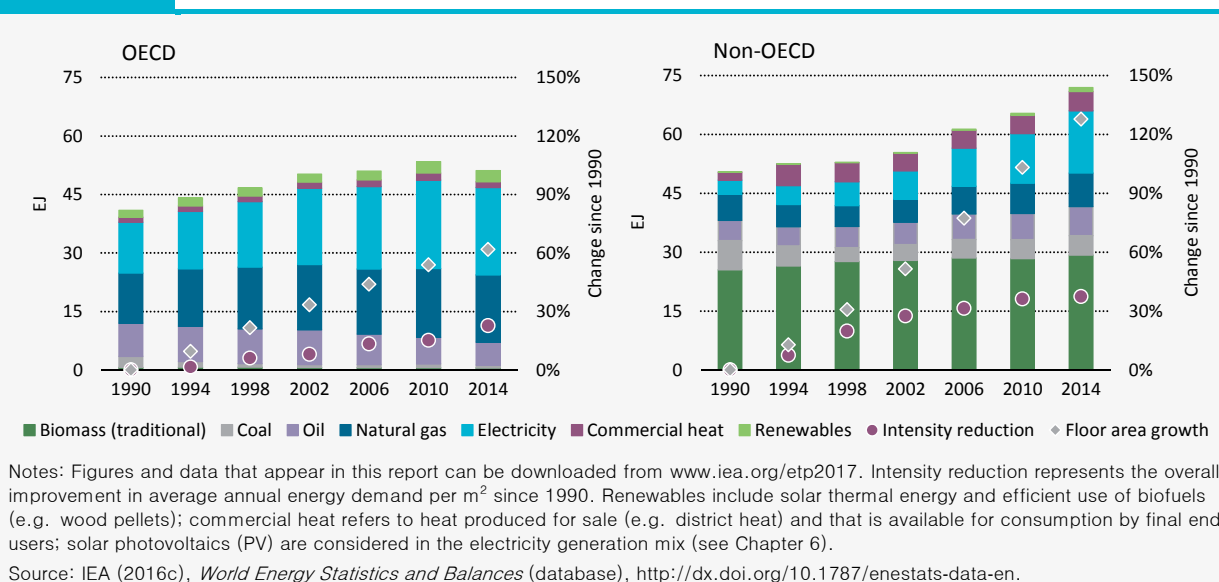 OECD
Non-OECD
75
60
45
30
15
0
EJ
150%
120%
90%
60%
30%
0%
Change since 1990
1990 1994 1998 2002 2006 2010 2014
75
60
45
30
15
0
EJ
150%
120%
90%
60%
30%
0%
Change since 1990
1990 1994 1998 2002 2006 2010 2014
Biomass (traditional) Coal Oil Natural gas Electricity Commercial heat Renewables Intensity reduction Floor area growth
Notes: Figures and data that appear in this report can be downloaded from www.iea.org/etp2017. Intensity reduction represents the overall
improvement in average annual energy demand per m² since 1990. Renewables include solar thermal energy and efficient use of biofuels
(e.g. wood pellets); commercial heat refers to heat produced for sale (e.g. district heat) and that is available for consumption by final end
users; solar photovoltaics (PV) are considered in the electricity generation mix (see Chapter 6).
Source: IEA (2016c), World Energy Statistics and Balances (database), http://dx.doi.org/10.1787/enestats-data-en.